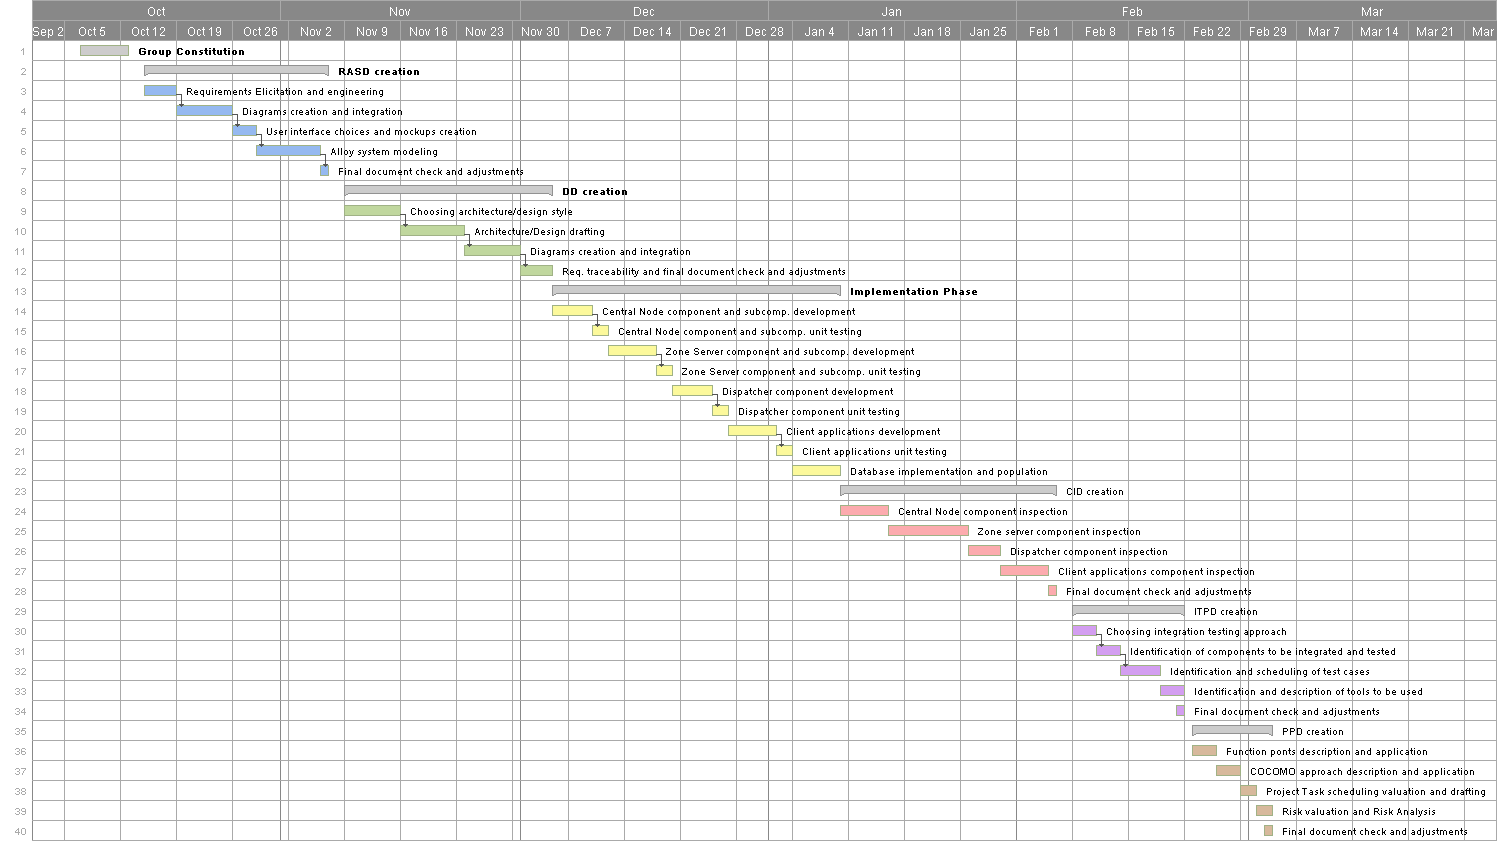 Oct Nov Dec Jan Feb Mar
Sep 2 Oct 5 Oct 12 Oct 19 Oct 26 Nov 2 Nov 9 Nov 16 Nov 23 Nov 30 Dec 7 Dec 14 Dec 21 Dec 28 Jan 4 Jan 11 Jan 18 Jan 25 Feb 1 Feb 8 Feb 15 Feb 22 Feb 29 Mar 7 Mar 14 Mar 21 Mar
1 Group Constitution
2 RASD creation
3 Requirements Elicitation and engineering
4 Diagrams creation and integration
5 User interface choices and mockups creation
6 Alloy system modeling
7 Final document check and adjustments
8 DD creation
9 Choosing architecture/design style
10 Architecture/Design drafting
11 Diagrams creation and integration
12 Req. traceability and final document check and adjustments
13 Implementation Phase
14 Central Node component and subcomp. development
15 Central Node component and subcomp. unit testing
16 Zone Server component and subcomp. development
17 Zone Server component and subcomp. unit testing
18 Dispatcher component development
19 Dispatcher component unit testing
20 Client applications development
21 Client applications unit testing
22 Database implementation and population
23 CID creation
24 Central Node component inspection
25 Zone server component inspection
26 Dispatcher component inspection
27 Client applications component inspection
28 Final document check and adjustments
29 ITPD creation
30 Choosing integration testing approach
31 Identification of components to be integrated and tested
32 Identification and scheduling of test cases
33 Identification and description of tools to be used
34 Final document check and adjustments
35 PPD creation
36 Function ponts description and application
37 COCOMO approach description and application
38 Project Task scheduling valuation and drafting
39 Risk valuation and Risk Analysis
40 Final document check and adjustments